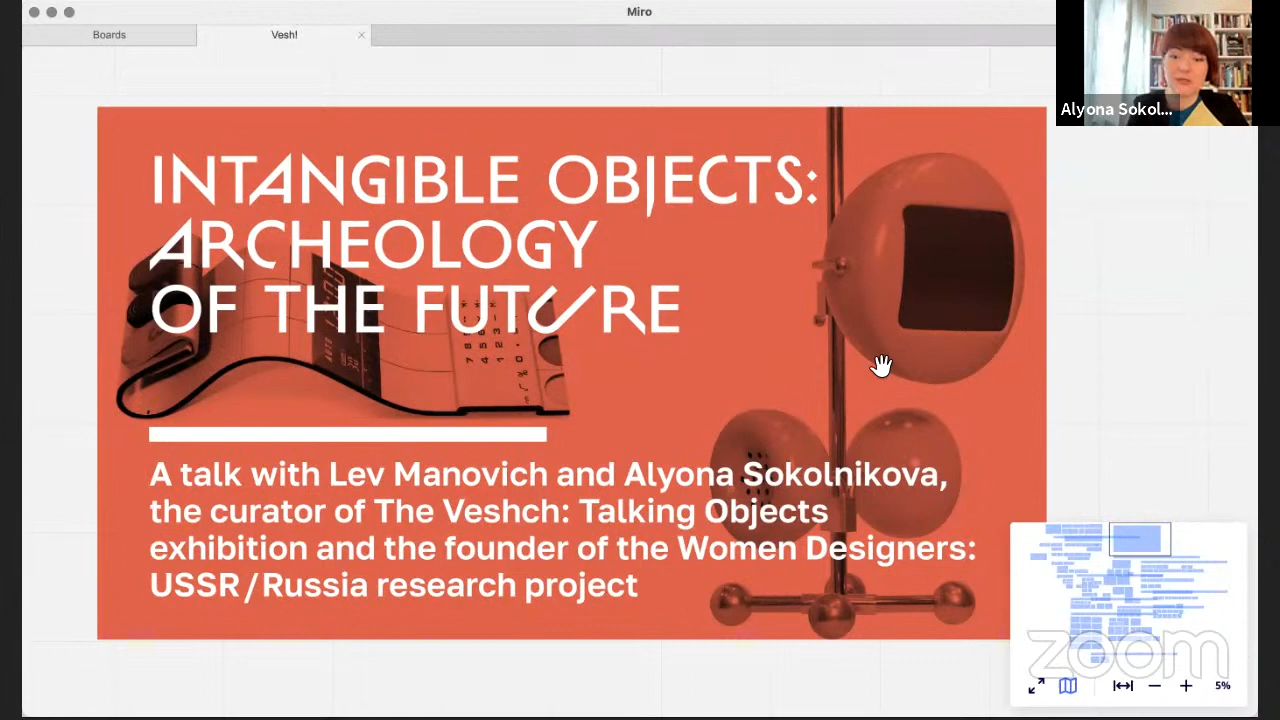 Miro
Boards
Vesh!
Alyona Sokol...
INTANGIBLE OBJECTS:
ARCHEOLOGY
OF THE FUTURE
A talk with Lev Manovich and Alyona Sokolnikova,
the curator of The Veshch: Talking Objects
exhibition and the founder of the Women Designers:
USSR/Russia research project
zoom
5%